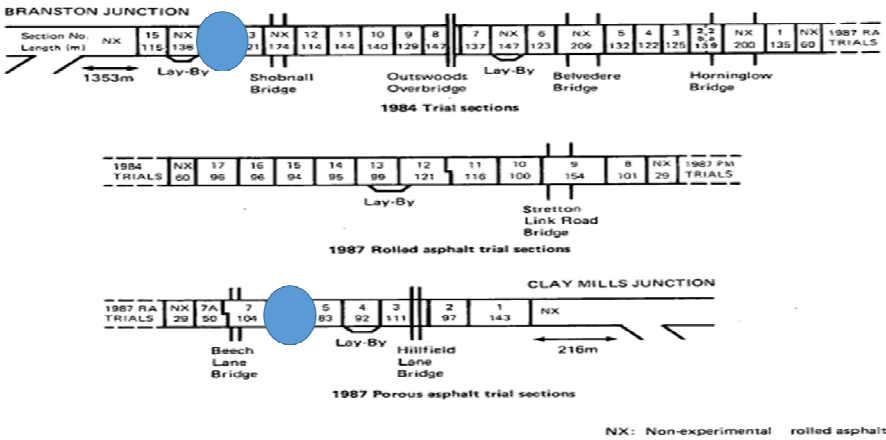 BRANSTON JUNCTION
Section No. NX 15 NX 3 NX 12 11 10 9 8 7 NX 6 NX 5 4 3 NX 1 NX 1987 RA
Length (m) 115 136 21 174 114 144 140 129 147 137 147 123 209 132 122 125 159 200 135 60 TRIALS
1353m Lay-By Shobnall Outswoods Lay-By Belvedere Horninglow
Bridge Overbridge Bridge Bridge
1984 Trial sections
1984 NX 17 16 15 14 13 12 11 10 9 8 NX 1987 PM
TRIALS 60 96 96 94 95 99 121 116 100 154 101 29 TRIALS
Lay-By Stretton
Link Road
Bridge
1987 Rolled asphalt trial sections
CLAY MILLS JUNCTION
1987 RA NX 7A 7 5 4 3 2 1 NX
TRIALS 29 50 104 83 92 111 97 143
Beech Lay-By Hillfield 216m
Lane Lane
Bridge Bridge
1987 Porous asphalt trial sections
NX: Non-experimental rolled asphalt